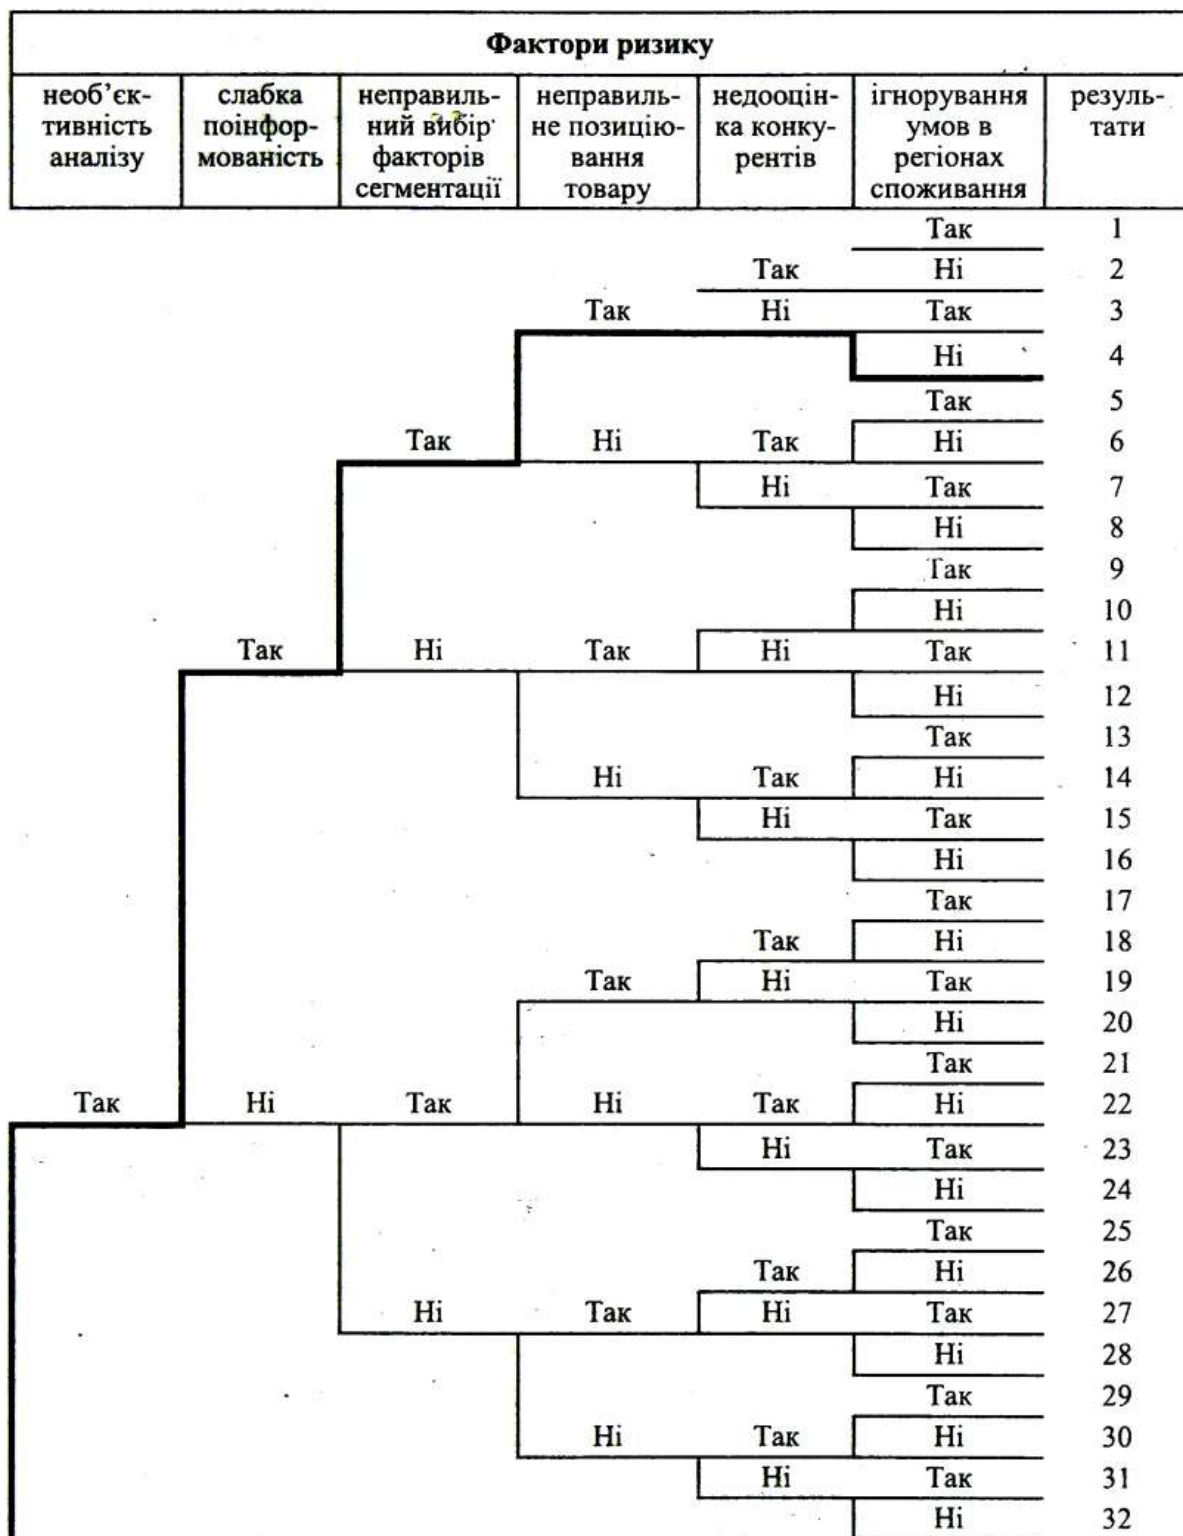 Фактори ризику
необ’єк- слабка неправиль- неправиль- недооцін- ігнорування резуль-
тивність поінфор- ний вибір не позицію- ка конку- умов в тати
аналізу мованість факторів вання рентів регіонах
сегментації товару споживання
Так 1
Так Ні 2
Так Ні Так 3
Ні 4
Так 5
Так Ні Так Ні 6
Ні Так 7
Ні 8
Так 9
Ні 10
Так Ні Так Ні Так 11
Ні 12
Так 13
Ні Так Ні 14
Ні Так 15
Ні 16
Так 17
Так Ні 18
Так Ні Так 19
Ні 20
Так 21
Так Ні Так Ні Так Ні 22
Ні Так 23
Ні 24
Так 25
Так Ні 26
Ні Так Ні Так 27
Ні 28
Так 29
Ні Так Ні 30
Ні Так 31
Ні 32